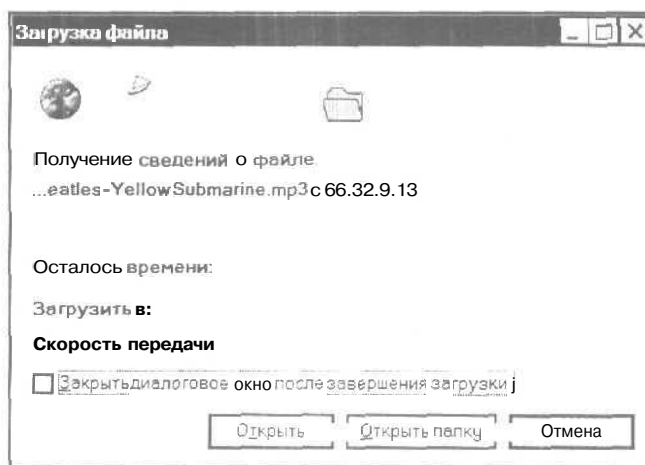 Загрузка файла
Получение сведений о файле
...eatles-YellowSubmarine.mp3 с 66.32.9.13
Осталось времени:
Загрузить в:
Скорость передачи
Закрыть диалоговое окно после завершения загрузки j
Открыть Открыть папку Отмена